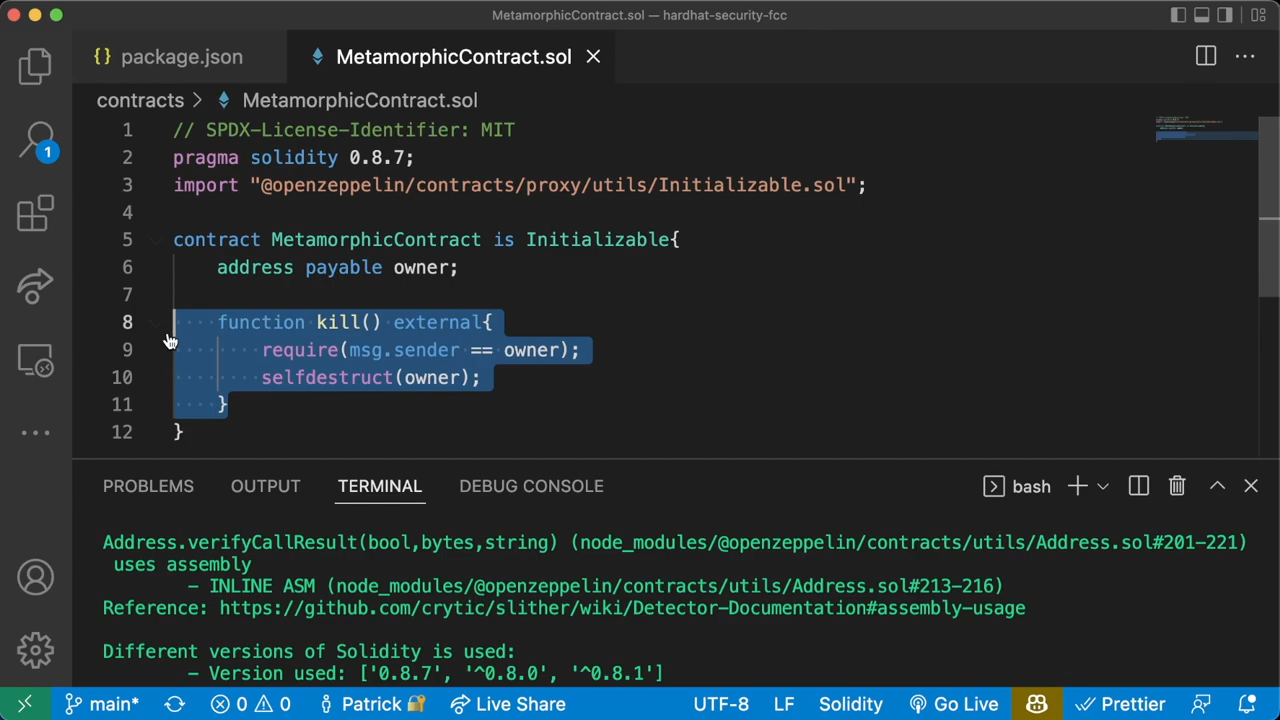 MetamorphicContract.sol — hardhat-security-fcc
{} package.json
MetamorphicContract.sol
contracts > MetamorphicContract.sol
1 // SPDX-License-Identifier: MIT
2 pragma solidity 0.8.7;
3 import "@openzeppelin/contracts/proxy/utils/Initializable.sol";
4
5 contract MetamorphicContract is Initializable{
6 address payable owner;
7
8 function kill() external{
9 require(msg.sender == owner);
10 selfdestruct(owner);
11 }
12 }
1
PROBLEMS OUTPUT TERMINAL DEBUG CONSOLE bash
Address.verifyCallResult(bool,bytes,string) (node_modules/@openzeppelin/contracts/utils/Address.sol#201-221)
uses assembly
- INLINE ASM (node_modules/@openzeppelin/contracts/utils/Address.sol#213-216)
Reference: https://github.com/crytic/slither/wiki/Detector-Documentation#assembly-usage
Different versions of Solidity is used:
- Version used: ['0.8.7', '^0.8.0', '^0.8.1']
main* 0 0 Patrick Live Share UTF-8 LF Solidity Go Live Prettier